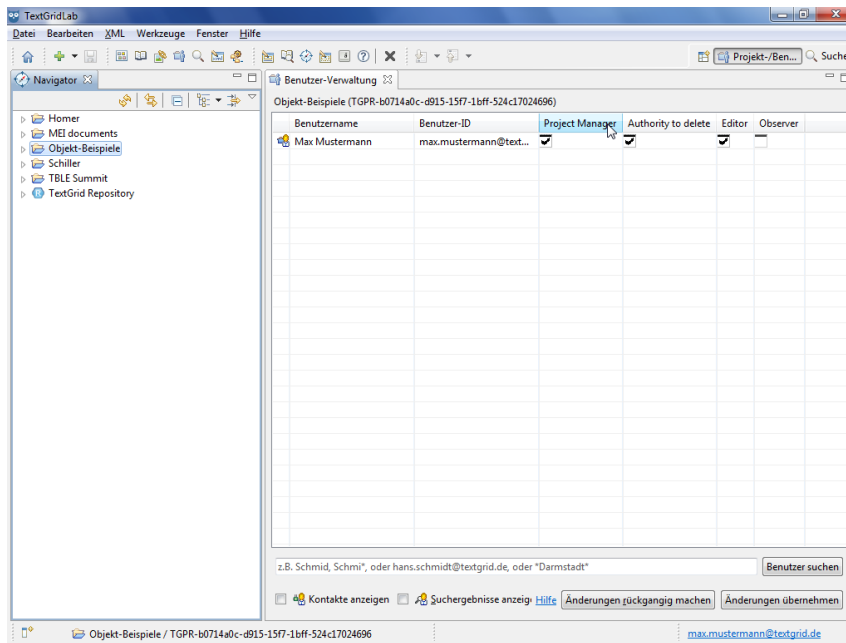 TextGridLab
Datei Bearbeiten XML Werkzeuge Fenster Hilfe
Projekt-/Ben... Suche
Navigator
Benutzer-Verwaltung
Objekt-Beispiele (TGPR-b0714a0c-d915-15f7-1bff-524c17024696)
Benutzername Benutzer-ID Project Manager Authority to delete Editor Observer
Max Mustermann max.mustermann@text...
Homer
MEI documents
Objekt-Beispiele
Schiller
TBLE Summit
TextGrid Repository
z.B. Schmid, Schmi*, oder hans.schmidt@textgrid.de, oder *Darmstadt* Benutzer suchen
Kontakte anzeigen Suchergebnisse anzeig Hilfe Änderungen rückgangig machen Änderungen übernehmen
Objekt-Beispiele / TGPR-b0714a0c-d915-15f7-1bff-524c17024696 max.mustermann@textgrid.de